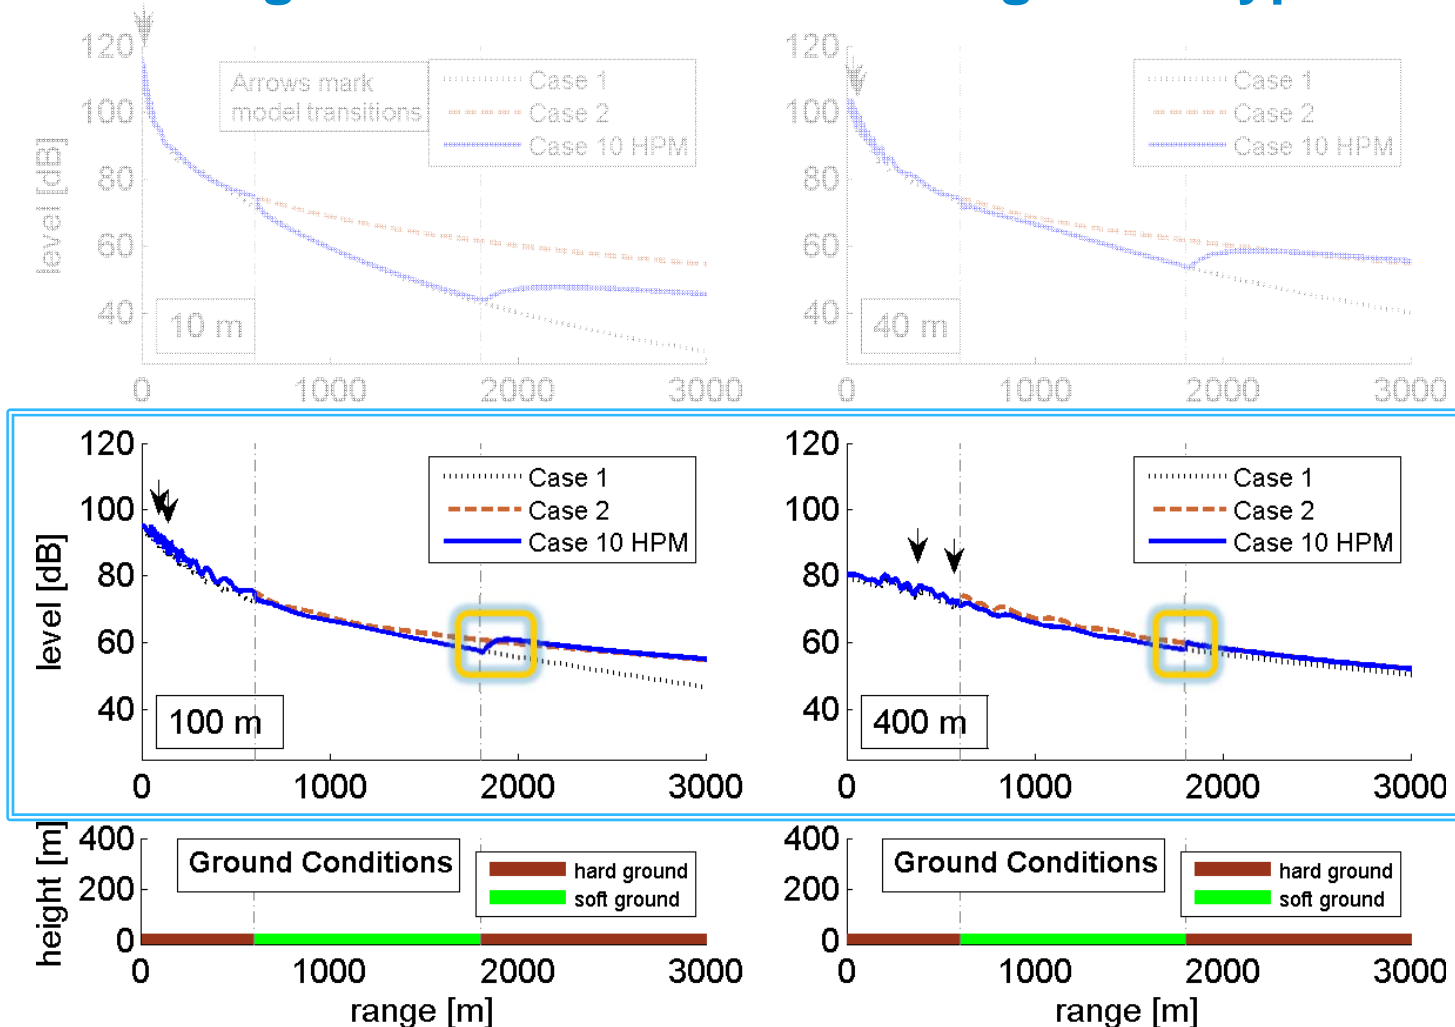 120
100
80
60
40
level [dB]
Arrows mark
model transitions
Case 1
Case 2
Case 10 HPM
10 m
0
1000
2000
3000
120
100
80
60
40
Case 1
Case 2
Case 10 HPM
40 m
0
1000
2000
3000
120
100
80
60
40
level [dB]
Case 1
Case 2
Case 10 HPM
100 m
0
1000
2000
3000
120
100
80
60
40
Case 1
Case 2
Case 10 HPM
400 m
0
1000
2000
3000
400
200
0
height [m]
Ground Conditions
hard ground
soft ground
0
1000
2000
3000
range [m]
400
200
0
Ground Conditions
hard ground
soft ground
0
1000
2000
3000
range [m]